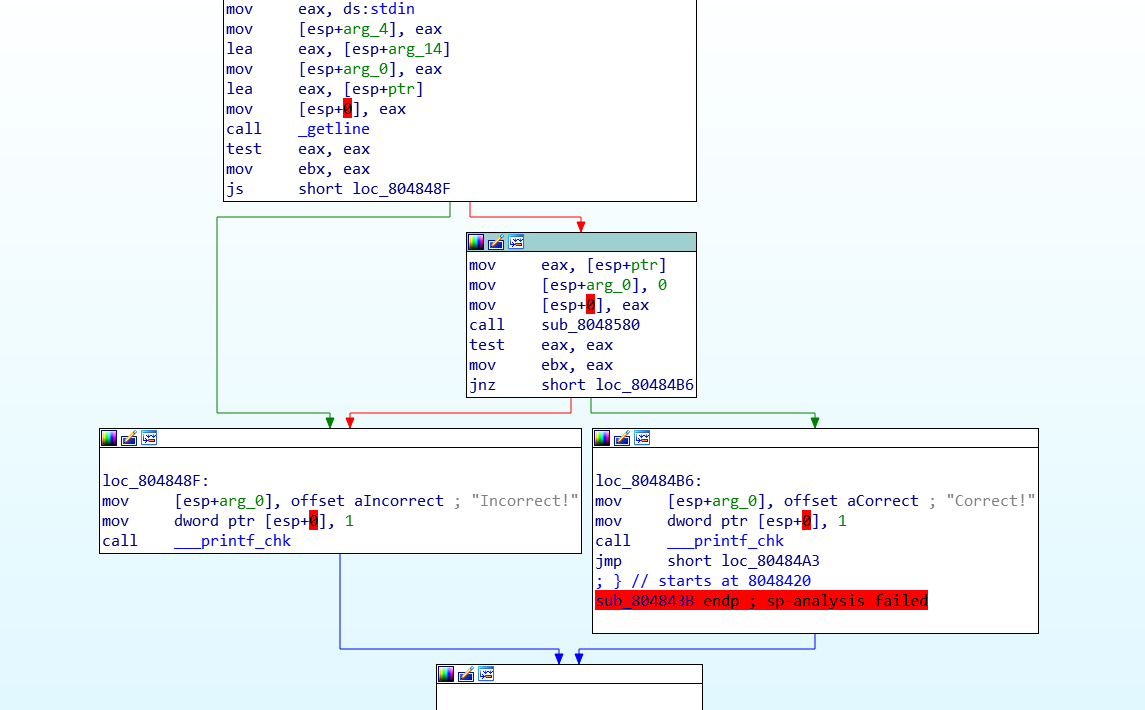 mov eax, ds:stdin
mov [esp+arg_4], eax
lea eax, [esp+arg_14]
mov [esp+arg_0], eax
lea eax, [esp+ptr]
mov [esp+0], eax
call _getline
test eax, eax
mov ebx, eax
js short loc_804848F
mov eax, [esp+ptr]
mov [esp+arg_0], 0
mov [esp+0], eax
call sub_8048580
test eax, eax
mov ebx, eax
jnz short loc_80484B6
loc_804848F:
mov [esp+arg_0], offset aIncorrect ; "Incorrect!"
mov dword ptr [esp+0], 1
call ___printf_chk
loc_80484B6:
mov [esp+arg_0], offset aCorrect ; "Correct!"
mov dword ptr [esp+0], 1
call ___printf_chk
jmp short loc_80484A3
; } // starts at 8048420
sub_804843B endp ; sp-analysis failed